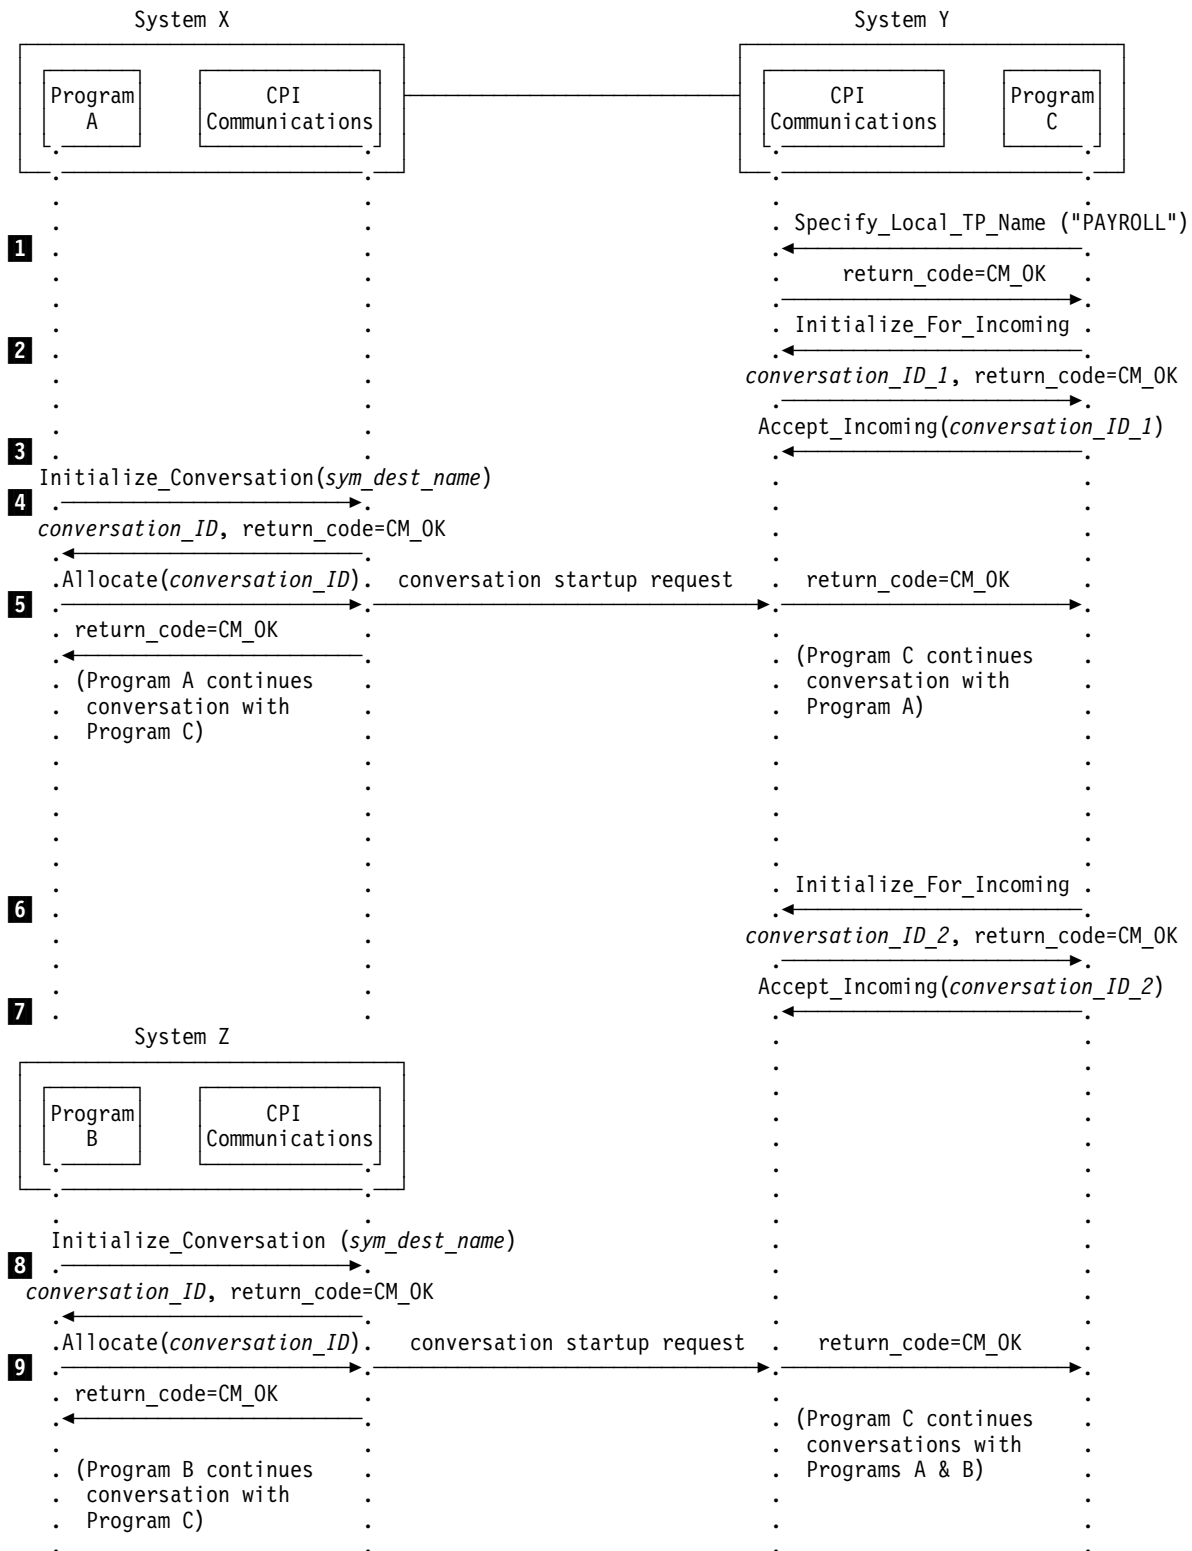 System X System Y
Program A CPI Communications CPI Communications Program C
Specify_Local_TP_Name ("PAYROLL")
1
return_code=CM_OK
Initialize_For_Incoming
2
conversation_ID_1, return_code=CM_OK
Accept_Incoming(conversation_ID_1)
3
Initialize_Conversation(sym_dest_name)
4
conversation_ID, return_code=CM_OK
Allocate(conversation_ID) conversation startup request return_code=CM_OK
5
return_code=CM_OK
(Program A continues
conversation with
Program C)
(Program C continues
conversation with
Program A)
Initialize_For_Incoming
6
conversation_ID_2, return_code=CM_OK
Accept_Incoming(conversation_ID_2)
7
System Z
Program B CPI Communications
Initialize_Conversation (sym_dest_name)
8
conversation_ID, return_code=CM_OK
Allocate(conversation_ID) conversation startup request return_code=CM_OK
9
return_code=CM_OK
(Program C continues
conversations with
Programs A & B)
(Program B continues
conversation with
Program C)